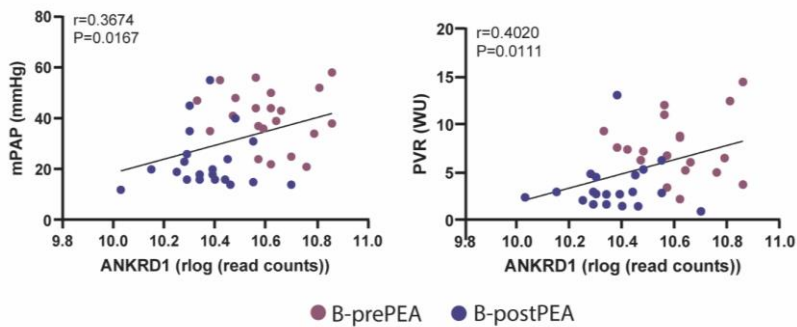 r=0.3674
P=0.0167
80
60
40
20
0
mPAP (mmHg)
9.8 10.0 10.2 10.4 10.6 10.8 11.0
ANKRD1 (rlog (read counts))
r=0.4020
P=0.0111
20
15
10
5
0
PVR (WU)
9.8 10.0 10.2 10.4 10.6 10.8 11.0
ANKRD1 (rlog (read counts))
B-prePEA B-postPEA